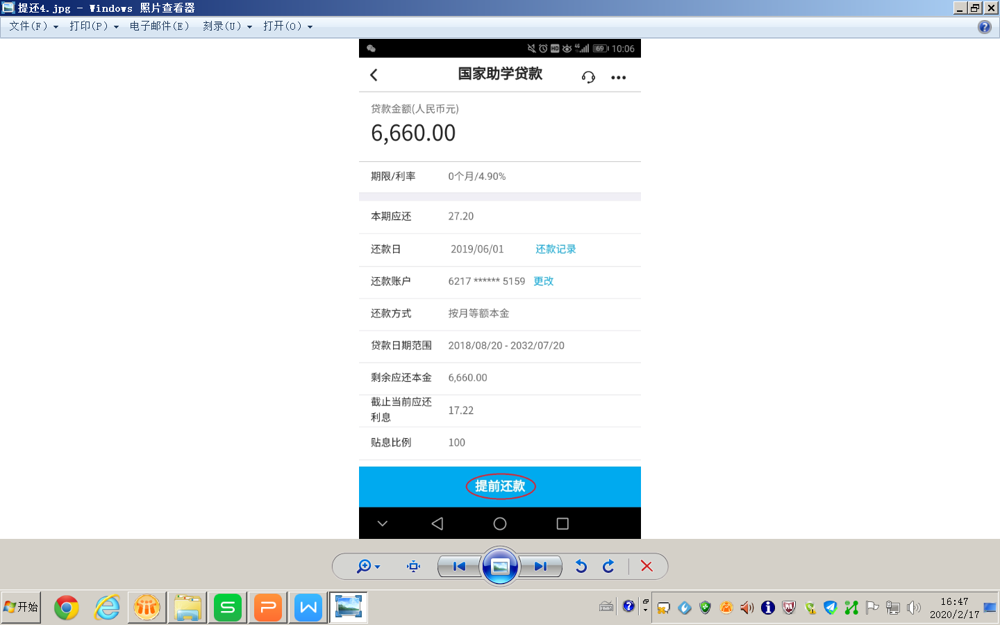 提还4.jpg - Windows 照片查看器
文件(F) 打印(P) 电子邮件(E) 刻录(U) 打开(O)
HD 4G 69 10:06
国家助学贷款
贷款金额(人民币元)
6,660.00
期限/利率 0个月/4.90%
本期应还 27.20
还款日 2019/06/01 还款记录
还款账户 6217 ****** 5159 更改
还款方式 按月等额本金
贷款日期范围 2018/08/20 - 2032/07/20
剩余应还本金 6,660.00
截止当前应还
利息 17.22
贴息比例 100
提前还款
开始
16:47
2020/2/17